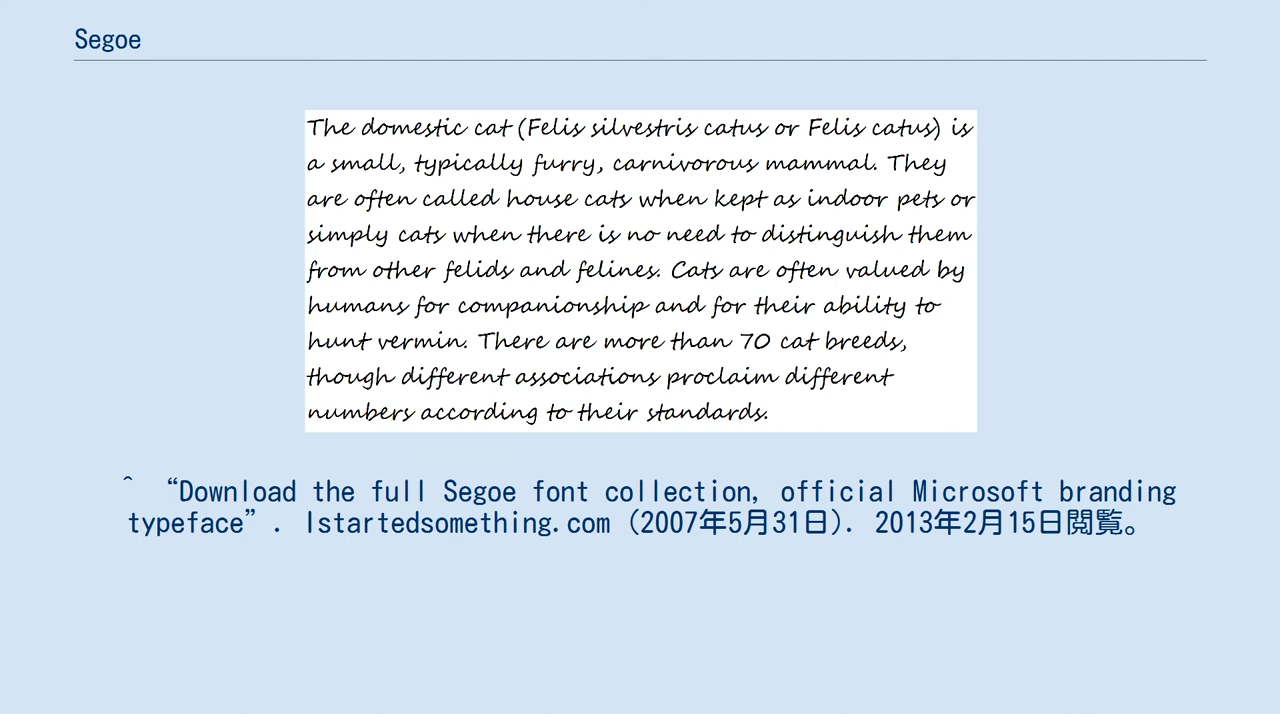 Segoe
The domestic cat (Felis silvestris catus or Felis catus) is
a small, typically furry, carnivorous mammal. They
are often called house cats when kept as indoor pets or
simply cats when there is no need to distinguish them
from other felids and felines. Cats are often valued by
humans for companionship and for their ability to
hunt vermin. There are more than 70 cat breeds,
though different associations proclaim different
numbers according to their standards.
^ “Download the full Segoe font collection, official Microsoft branding
typeface”. Istartedsomething.com (2007年5月31日). 2013年2月15日閲覧。